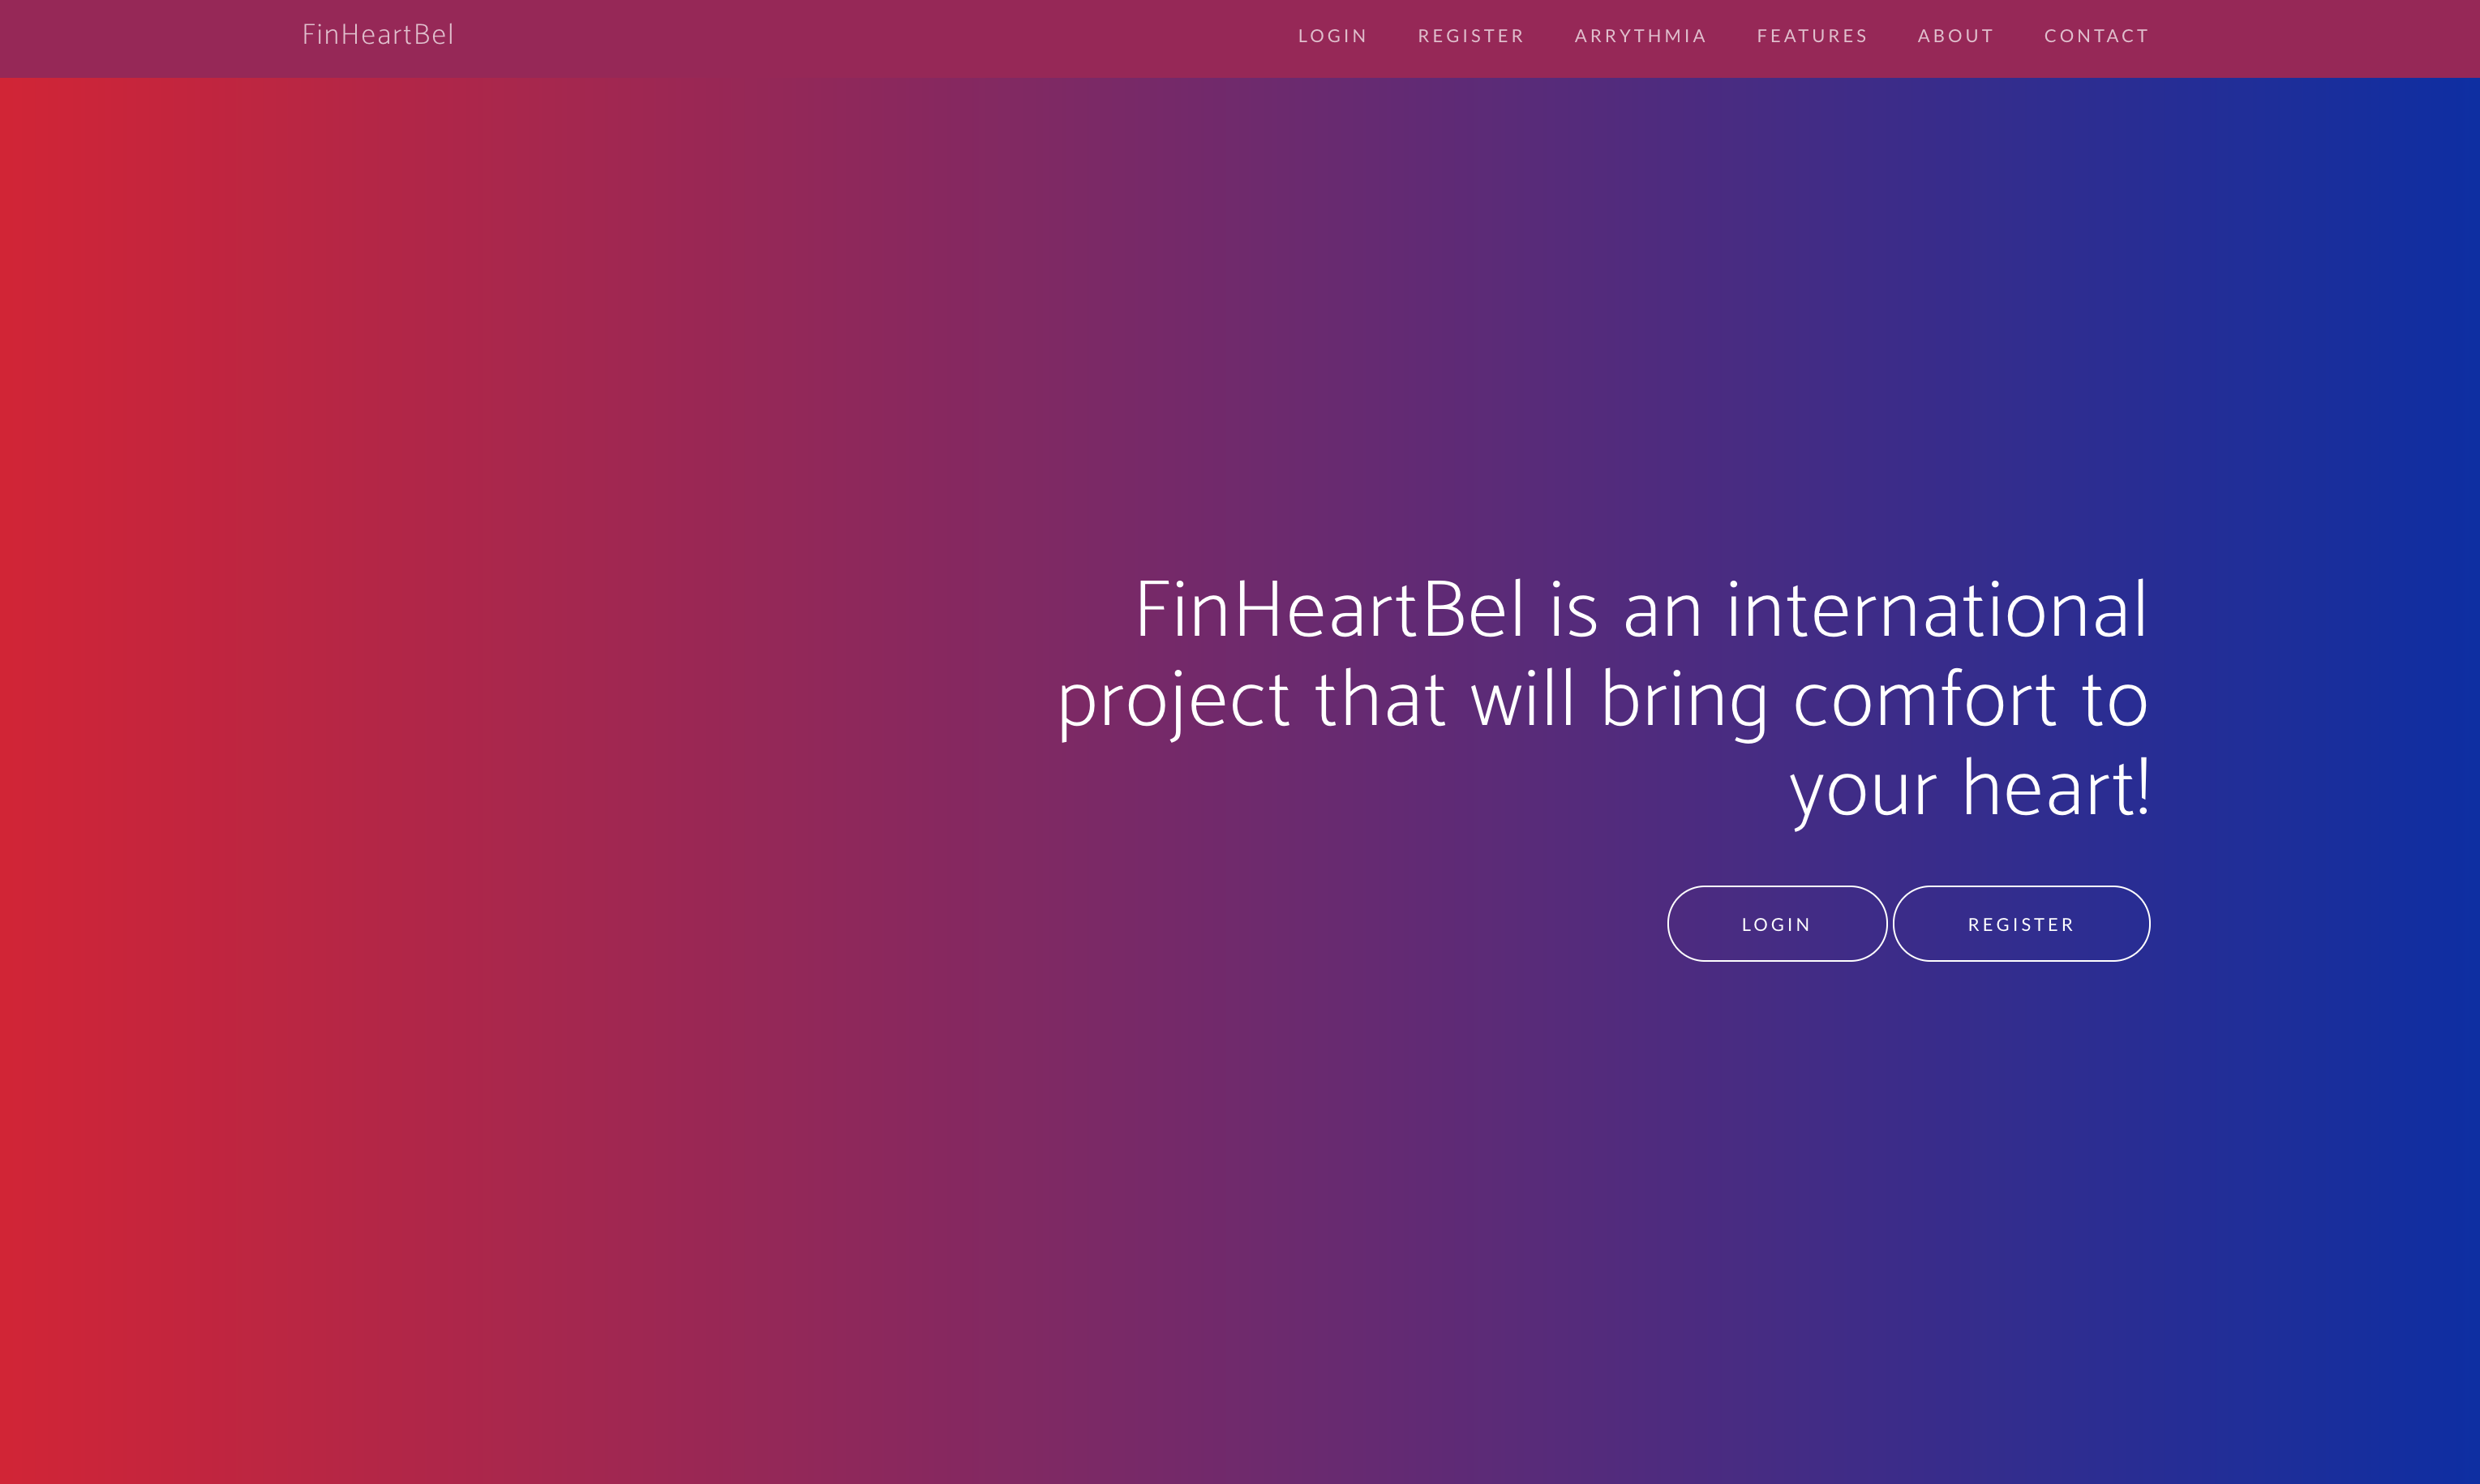 FinHeartBel
LOGIN REGISTER ARRYTHMIA FEATURES ABOUT CONTACT
FinHeartBel is an international
project that will bring comfort to
your heart!
LOGIN REGISTER